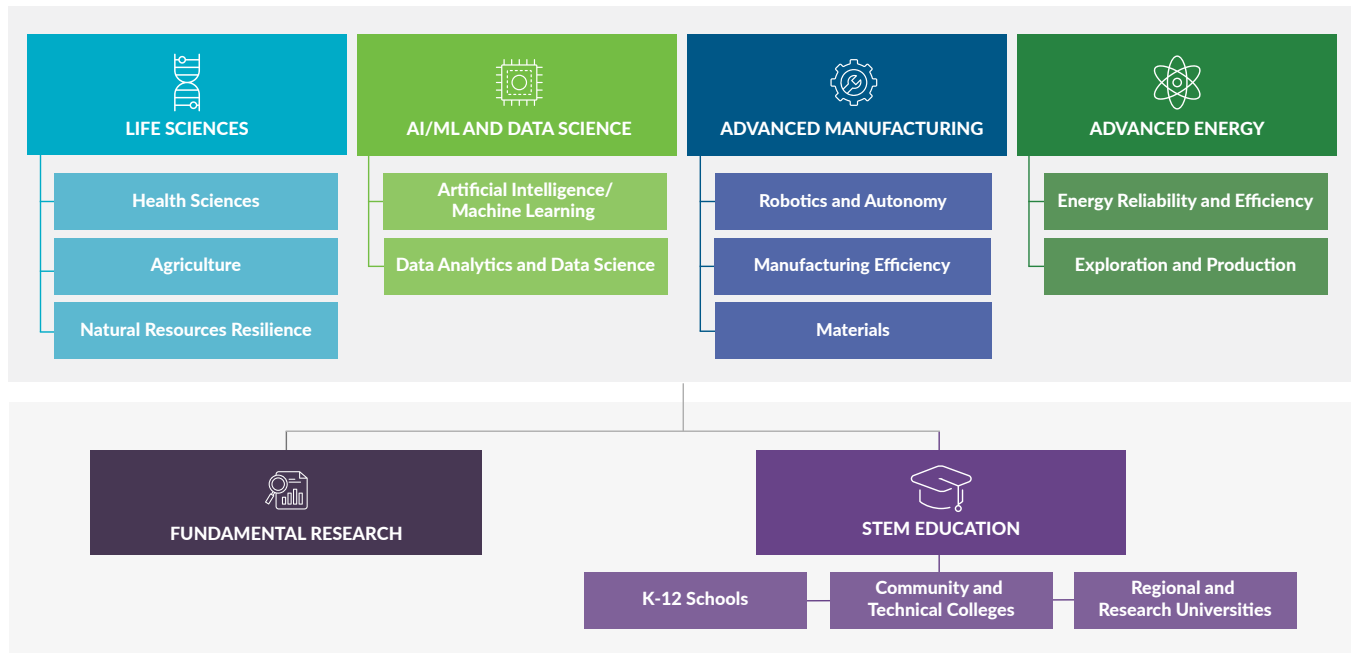 LIFE SCIENCES
Health Sciences
Agriculture
Natural Resources Resilience
AI/ML AND DATA SCIENCE
Artificial Intelligence/
Machine Learning
Data Analytics and Data Science
ADVANCED MANUFACTURING
Robotics and Autonomy
Manufacturing Efficiency
Materials
ADVANCED ENERGY
Energy Reliability and Efficiency
Exploration and Production
FUNDAMENTAL RESEARCH
STEM EDUCATION
K-12 Schools
Community and
Technical Colleges
Regional and
Research Universities